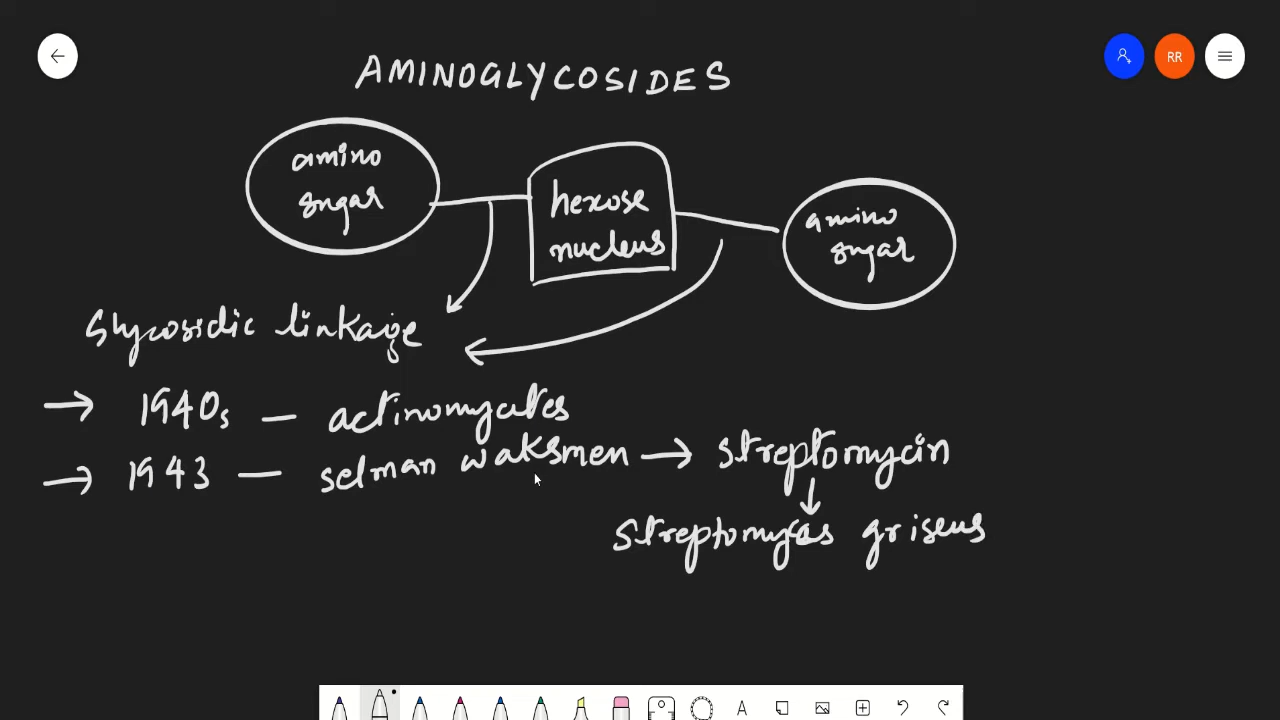 AMINOGLYCOSIDES
RR
amino
sugar
hexose
nucleus
amino
sugar
Glycosidic linkage
→ 1940s — actinomycetes
→ 1943 — selman waksmen → streptomycin
↓
Streptomyces griseus
A